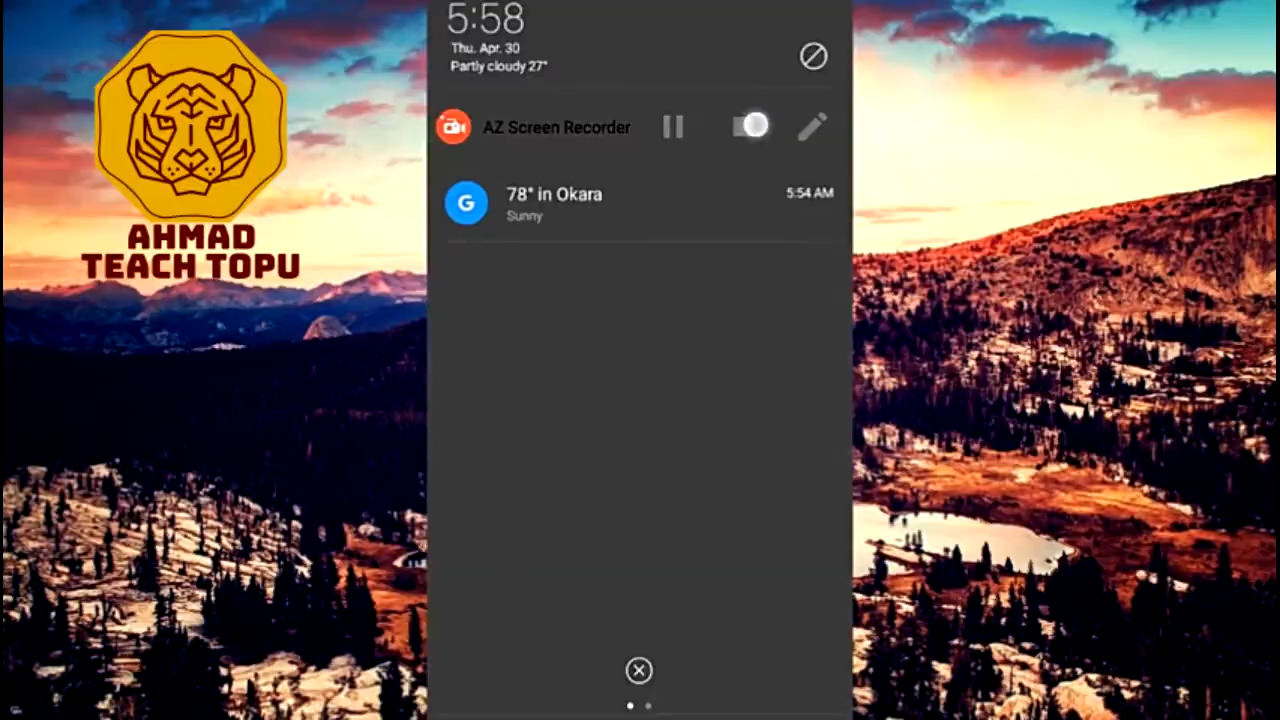 5:58
Thu. Apr. 30
Partly cloudy 27°
AHMAD
TEACH TOPU
AZ Screen Recorder
G
78° in Okara
5:54 AM
Sunny